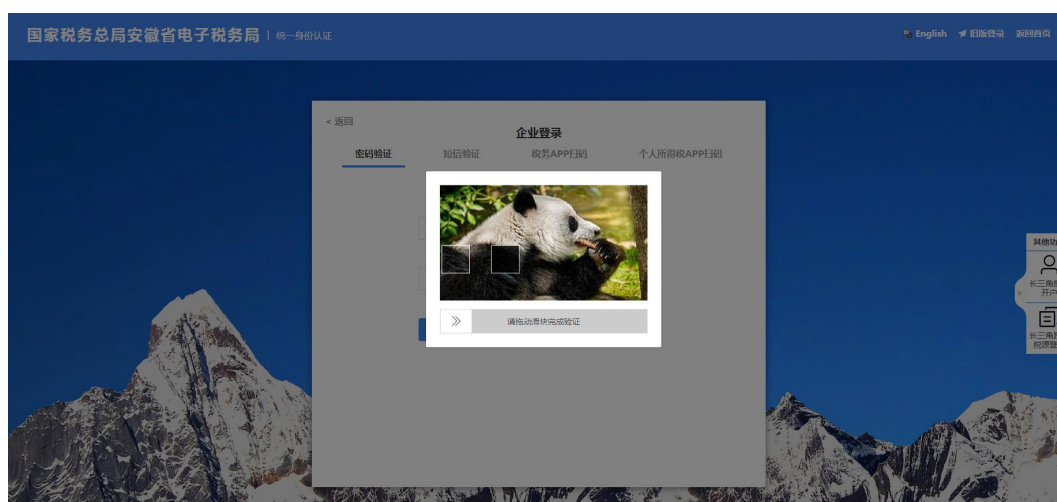 国家税务总局安徽省电子税务局 | 统一身份认证
English 旧版登录 返回首页
< 返回
企业登录
密码验证 短信验证 税务APP扫码 个人所得税APP扫码
请拖动滑块完成验证
其他功
长三角
开户
长三角
税源